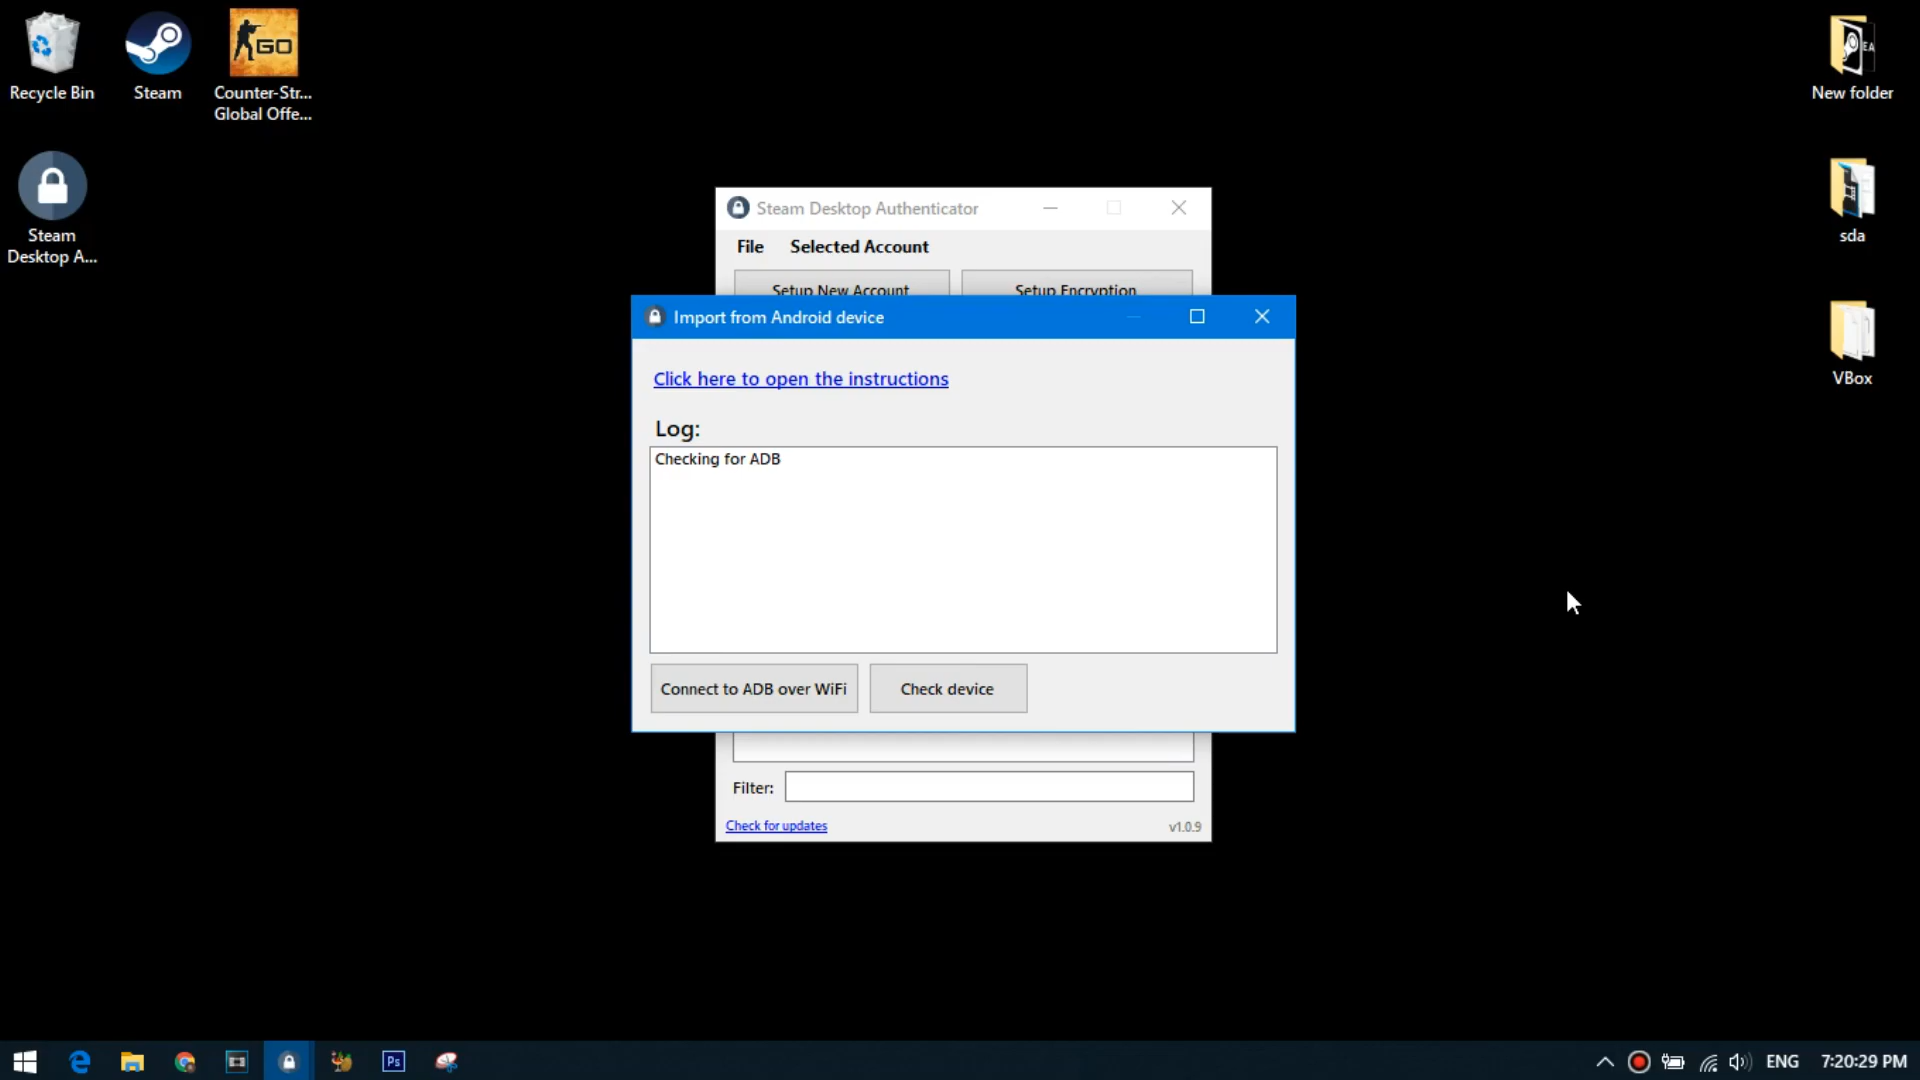 Recycle Bin
Steam
Counter-Str...
Global Offe...
GO
Steam
Desktop A...
New folder
sda
VBox
Steam Desktop Authenticator
File Selected Account
Setup New Account Setup Encryption
Import from Android device
Click here to open the instructions
Log:
Checking for ADB
Connect to ADB over WiFi Check device
Filter:
Check for updates v1.0.9
Ps
ENG 7:20:29 PM